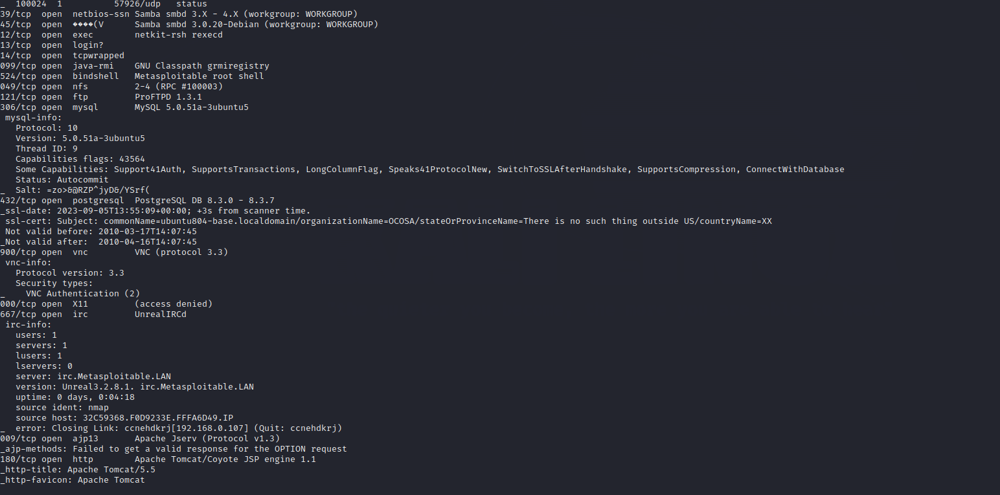 _  100024  1          57926/udp   status
39/tcp  open  netbios-ssn Samba smbd 3.X - 4.X (workgroup: WORKGROUP)
45/tcp  open  ����(V      Samba smbd 3.0.20-Debian (workgroup: WORKGROUP)
12/tcp  open  exec        netkit-rsh rexecd
13/tcp  open  login?
14/tcp  open  tcpwrapped
099/tcp open  java-rmi    GNU Classpath grmiregistry
524/tcp open  bindshell   Metasploitable root shell
049/tcp open  nfs         2-4 (RPC #100003)
121/tcp open  ftp         ProFTPD 1.3.1
306/tcp open  mysql       MySQL 5.0.51a-3ubuntu5
 mysql-info:
   Protocol: 10
   Version: 5.0.51a-3ubuntu5
   Thread ID: 9
   Capabilities flags: 43564
   Some Capabilities: Support41Auth, SupportsTransactions, LongColumnFlag, Speaks41ProtocolNew, SwitchToSSLAfterHandshake, SupportsCompression, ConnectWithDatabase
   Status: Autocommit
_  Salt: =zo>&@RZP^jyD&/YSrf(
432/tcp open  postgresql  PostgreSQL DB 8.3.0 - 8.3.7
_ssl-date: 2023-09-05T13:55:09+00:00; +3s from scanner time.
 ssl-cert: Subject: commonName=ubuntu804-base.localdomain/organizationName=OCOSA/stateOrProvinceName=There is no such thing outside US/countryName=XX
 Not valid before: 2010-03-17T14:07:45
_Not valid after:  2010-04-16T14:07:45
900/tcp open  vnc         VNC (protocol 3.3)
 vnc-info:
   Protocol version: 3.3
   Security types:
_    VNC Authentication (2)
000/tcp open  X11         (access denied)
667/tcp open  irc         UnrealIRCd
 irc-info:
   users: 1
   servers: 1
   lusers: 1
   lservers: 0
   server: irc.Metasploitable.LAN
   version: Unreal3.2.8.1. irc.Metasploitable.LAN
   uptime: 0 days, 0:04:18
   source ident: nmap
   source host: 32C59368.F0D9233E.FFFA6D49.IP
_  error: Closing Link: ccnehdkrj[192.168.0.107] (Quit: ccnehdkrj)
009/tcp open  ajp13       Apache Jserv (Protocol v1.3)
_ajp-methods: Failed to get a valid response for the OPTION request
180/tcp open  http        Apache Tomcat/Coyote JSP engine 1.1
_http-title: Apache Tomcat/5.5
_http-favicon: Apache Tomcat